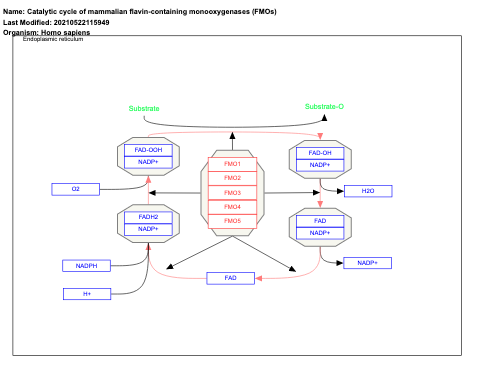 Name: Catalytic cycle of mammalian flavin-containing monooxygenases (FMOs)
Last Modified: 20210522115949
Organism: Homo sapiens
Endoplasmic reticulum
Substrate
Substrate-O
FAD-OOH
NADP+
FAD-OH
NADP+
FMO1
FMO2
FMO3
FMO4
FMO5
O2
H2O
FADH2
NADP+
FAD
NADP+
NADPH
NADP+
FAD
H+